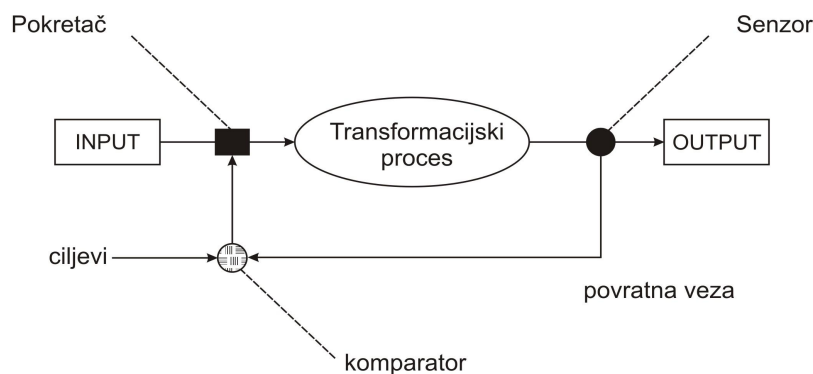 Pokretač
Senzor
INPUT
Transformacijski
proces
OUTPUT
ciljevi
povratna veza
komparator